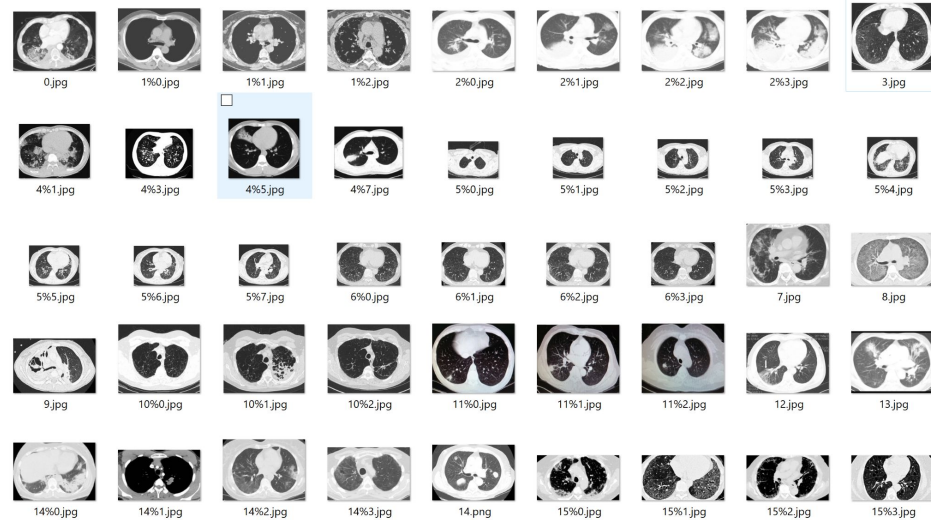 0.jpg 1%0.jpg 1%1.jpg 1%2.jpg 2%0.jpg 2%1.jpg 2%2.jpg 2%3.jpg 3.jpg
4%1.jpg 4%3.jpg 4%5.jpg 4%7.jpg 5%0.jpg 5%1.jpg 5%2.jpg 5%3.jpg 5%4.jpg
5%5.jpg 5%6.jpg 5%7.jpg 6%0.jpg 6%1.jpg 6%2.jpg 6%3.jpg 7.jpg 8.jpg
9.jpg 10%0.jpg 10%1.jpg 10%2.jpg 11%0.jpg 11%1.jpg 11%2.jpg 12.jpg 13.jpg
14%0.jpg 14%1.jpg 14%2.jpg 14%3.jpg 14.png 15%0.jpg 15%1.jpg 15%2.jpg 15%3.jpg